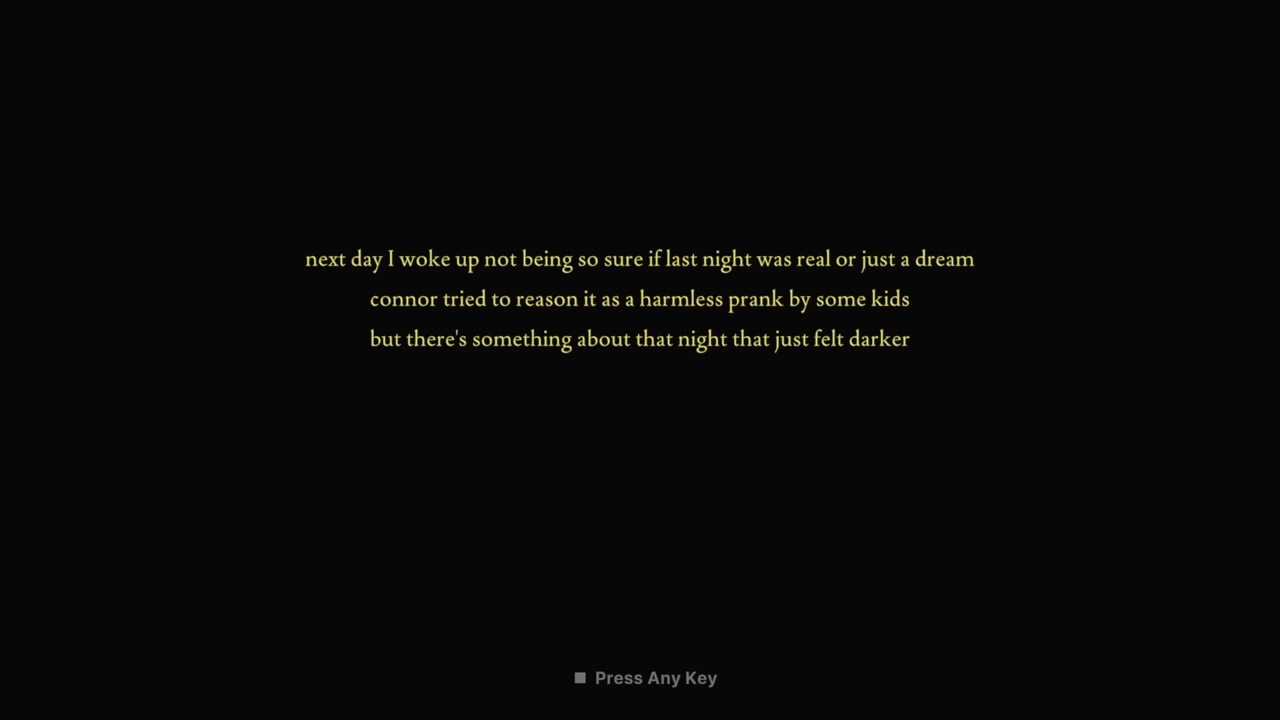 next day I woke up not being so sure if last night was real or just a dream
connor tried to reason it as a harmless prank by some kids
but there's something about that night that just felt darker
Press Any Key